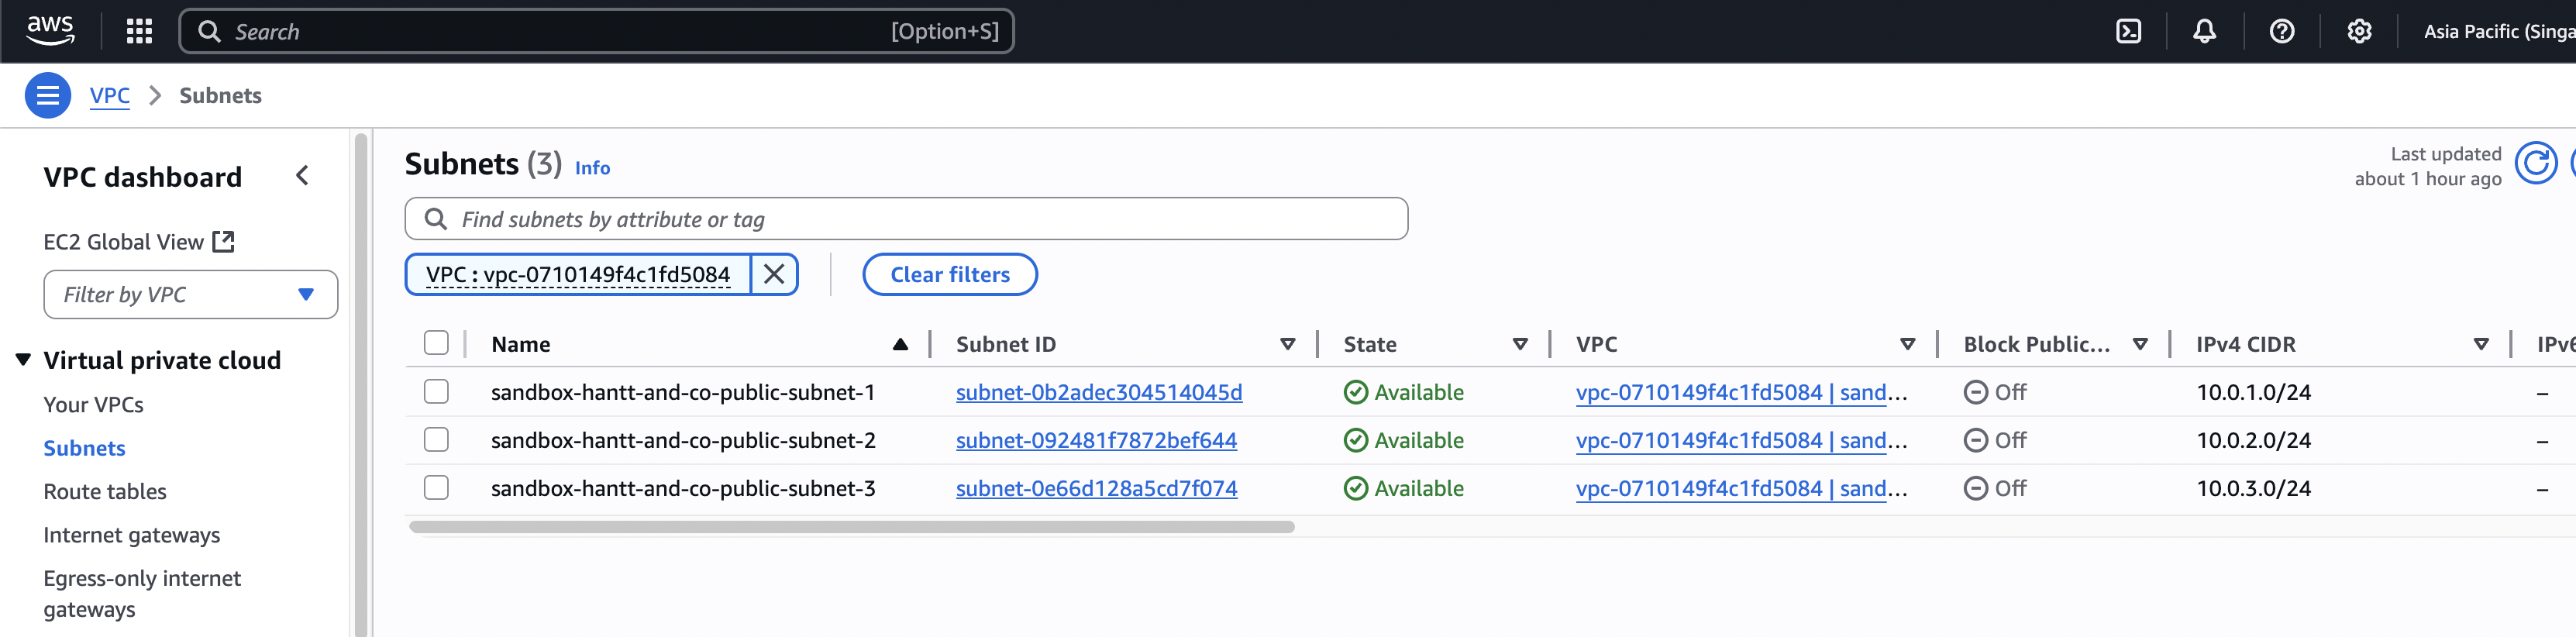 aws
Search [Option+S] Asia Pacific (Singa
VPC Subnets
VPC dashboard
EC2 Global View
Filter by VPC
Virtual private cloud
Your VPCs
Subnets
Route tables
Internet gateways
Egress-only internet
gateways
Subnets (3) Info
Last updated
about 1 hour ago
Find subnets by attribute or tag
VPC : vpc-0710149f4c1fd5084 Clear filters
Name Subnet ID State VPC Block Public... IPv4 CIDR IPv6
sandbox-hantt-and-co-public-subnet-1 subnet-0b2adec304514045d Available vpc-0710149f4c1fd5084 | sand... Off 10.0.1.0/24 –
sandbox-hantt-and-co-public-subnet-2 subnet-092481f7872bef644 Available vpc-0710149f4c1fd5084 | sand... Off 10.0.2.0/24 –
sandbox-hantt-and-co-public-subnet-3 subnet-0e66d128a5cd7f074 Available vpc-0710149f4c1fd5084 | sand... Off 10.0.3.0/24 –